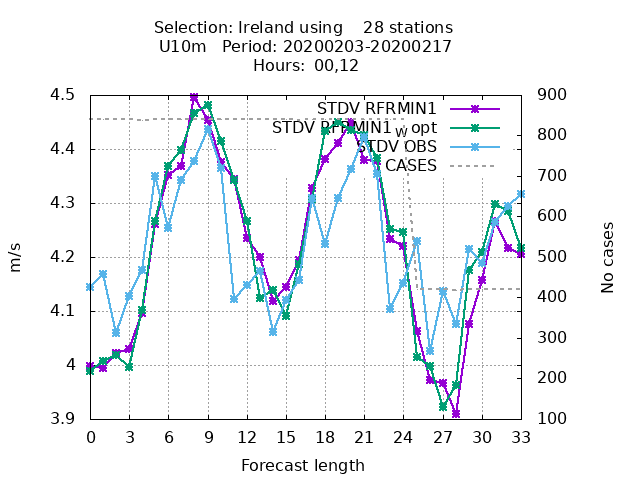 Selection: Ireland using 28 stations
U10m Period: 20200203-20200217
Hours: 00,12
4.5
4.4
4.3
4.2
4.1
4
3.9
m/s
STDV RFRMIN1
STDV RFRMIN1_W opt
STDV OBS
CASES
900
800
700
600
500
400
300
200
100
No cases
0 3 6 9 12 15 18 21 24 27 30 33
Forecast length